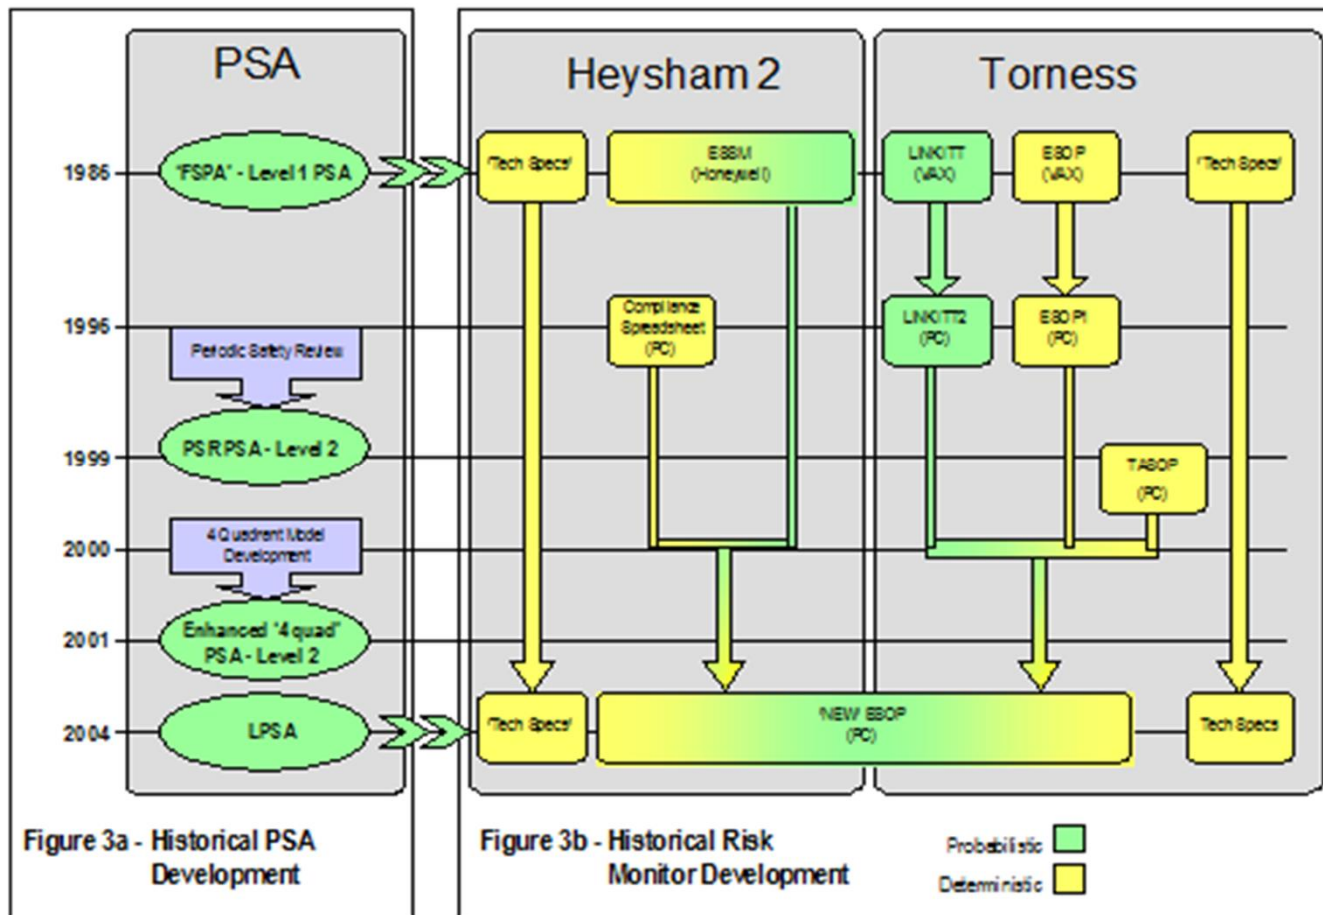 PSA
Heysham 2
Torness
1986
"FSPA" - Level 1 PSA
'Tech Specs'
ESSM
(Honeywell)
LINKITT
(VAX)
ESOP
(VAX)
'Tech Specs'
1996
Periodic Safety Review
Compliance
Spreadsheet
(PC)
LINKITT2
(PC)
ESOP1
(PC)
1999
PSR PSA - Level 2
TASOP
(PC)
2000
4 Quadrent Model
Development
2001
Enhanced "4 quad"
PSA - Level 2
2004
LPSA
'Tech Specs'
'NEW' ESOP
(PC)
Tech Specs
Figure 3a - Historical PSA
Development
Figure 3b - Historical Risk
Monitor Development
Probabilistic
Deterministic